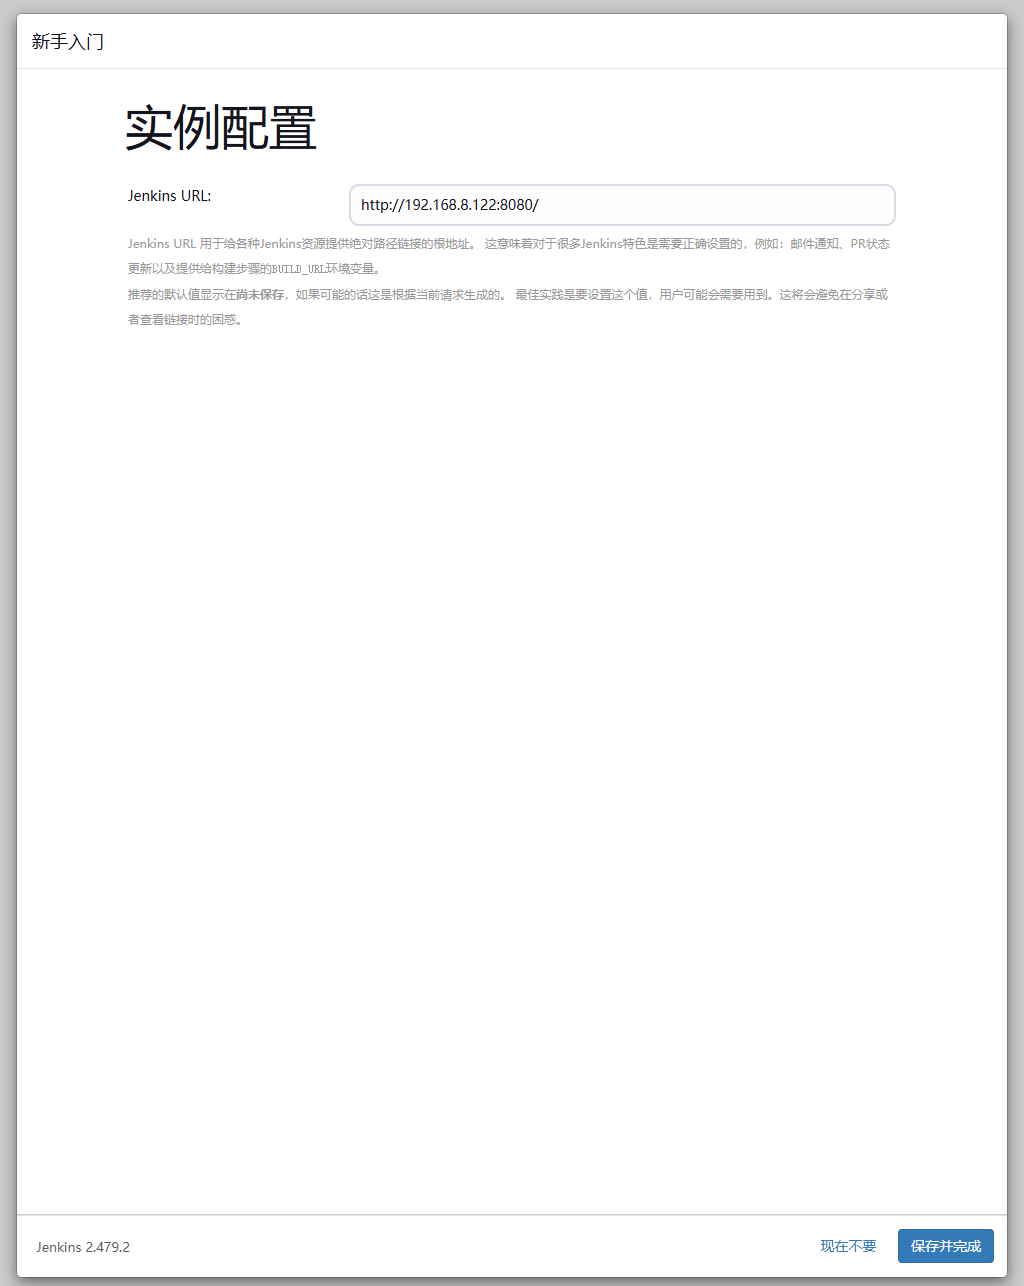 新手入门
实例配置
Jenkins URL:
http://192.168.8.122:8080/
Jenkins URL 用于给各种Jenkins资源提供绝对路径链接的根地址。 这意味着对于很多Jenkins特色是需要正确设置的，例如：邮件通知、PR状态
更新以及提供给构建步骤的BUILD_URL环境变量。
推荐的默认值显示在尚未保存，如果可能的话这是根据当前请求生成的。 最佳实践是要设置这个值，用户可能会需要用到。这将会避免在分享或
者查看链接时的困惑。
Jenkins 2.479.2
现在不要
保存并完成